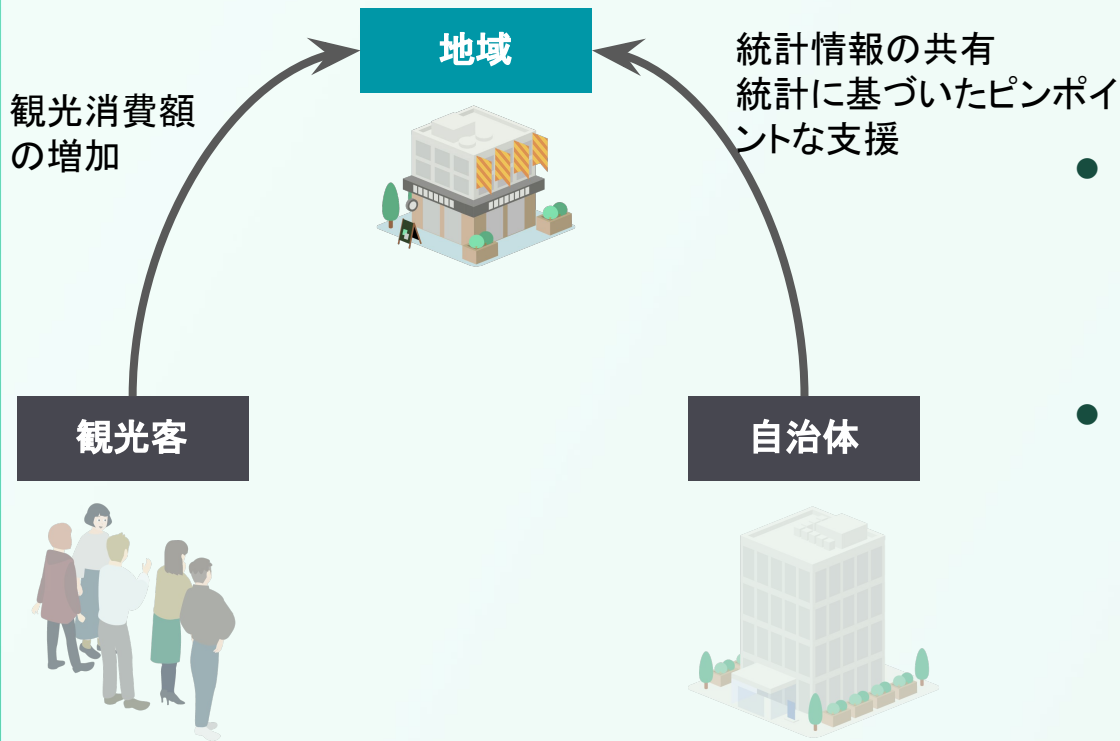 地域
統計情報の共有
統計に基づいたピンポイ
ントな支援
観光消費額
の増加
観光客
自治体